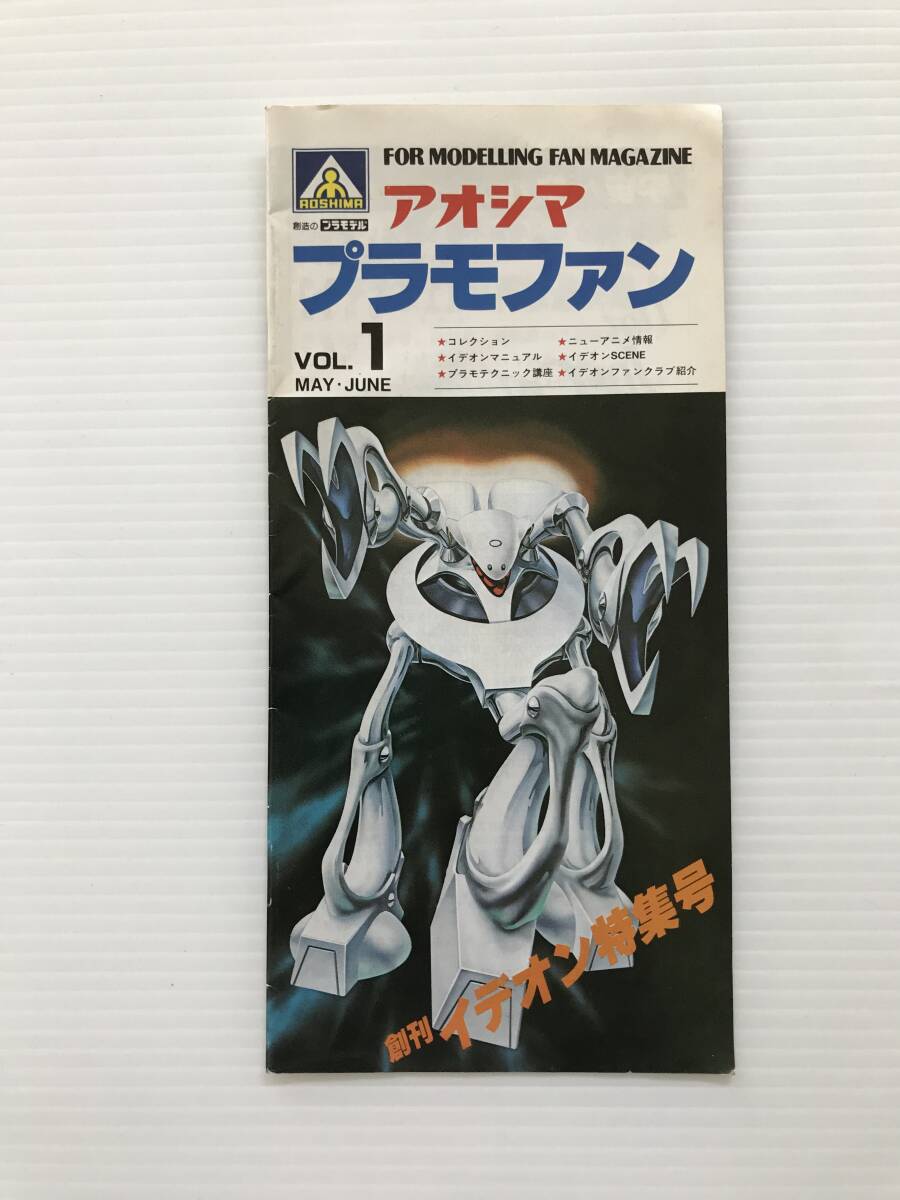 FOR MODELLING FAN MAGAZINE
AOSHIMA
アオシマ
創造のプラモデル
プラモファン
VOL. 1
MAY・JUNE
★コレクション ★ニューアニメ情報
★イデオンマニュアル ★イデオンSCENE
★プラモテクニック講座 ★イデオンファンクラブ紹介
創刊 イデオン特集号